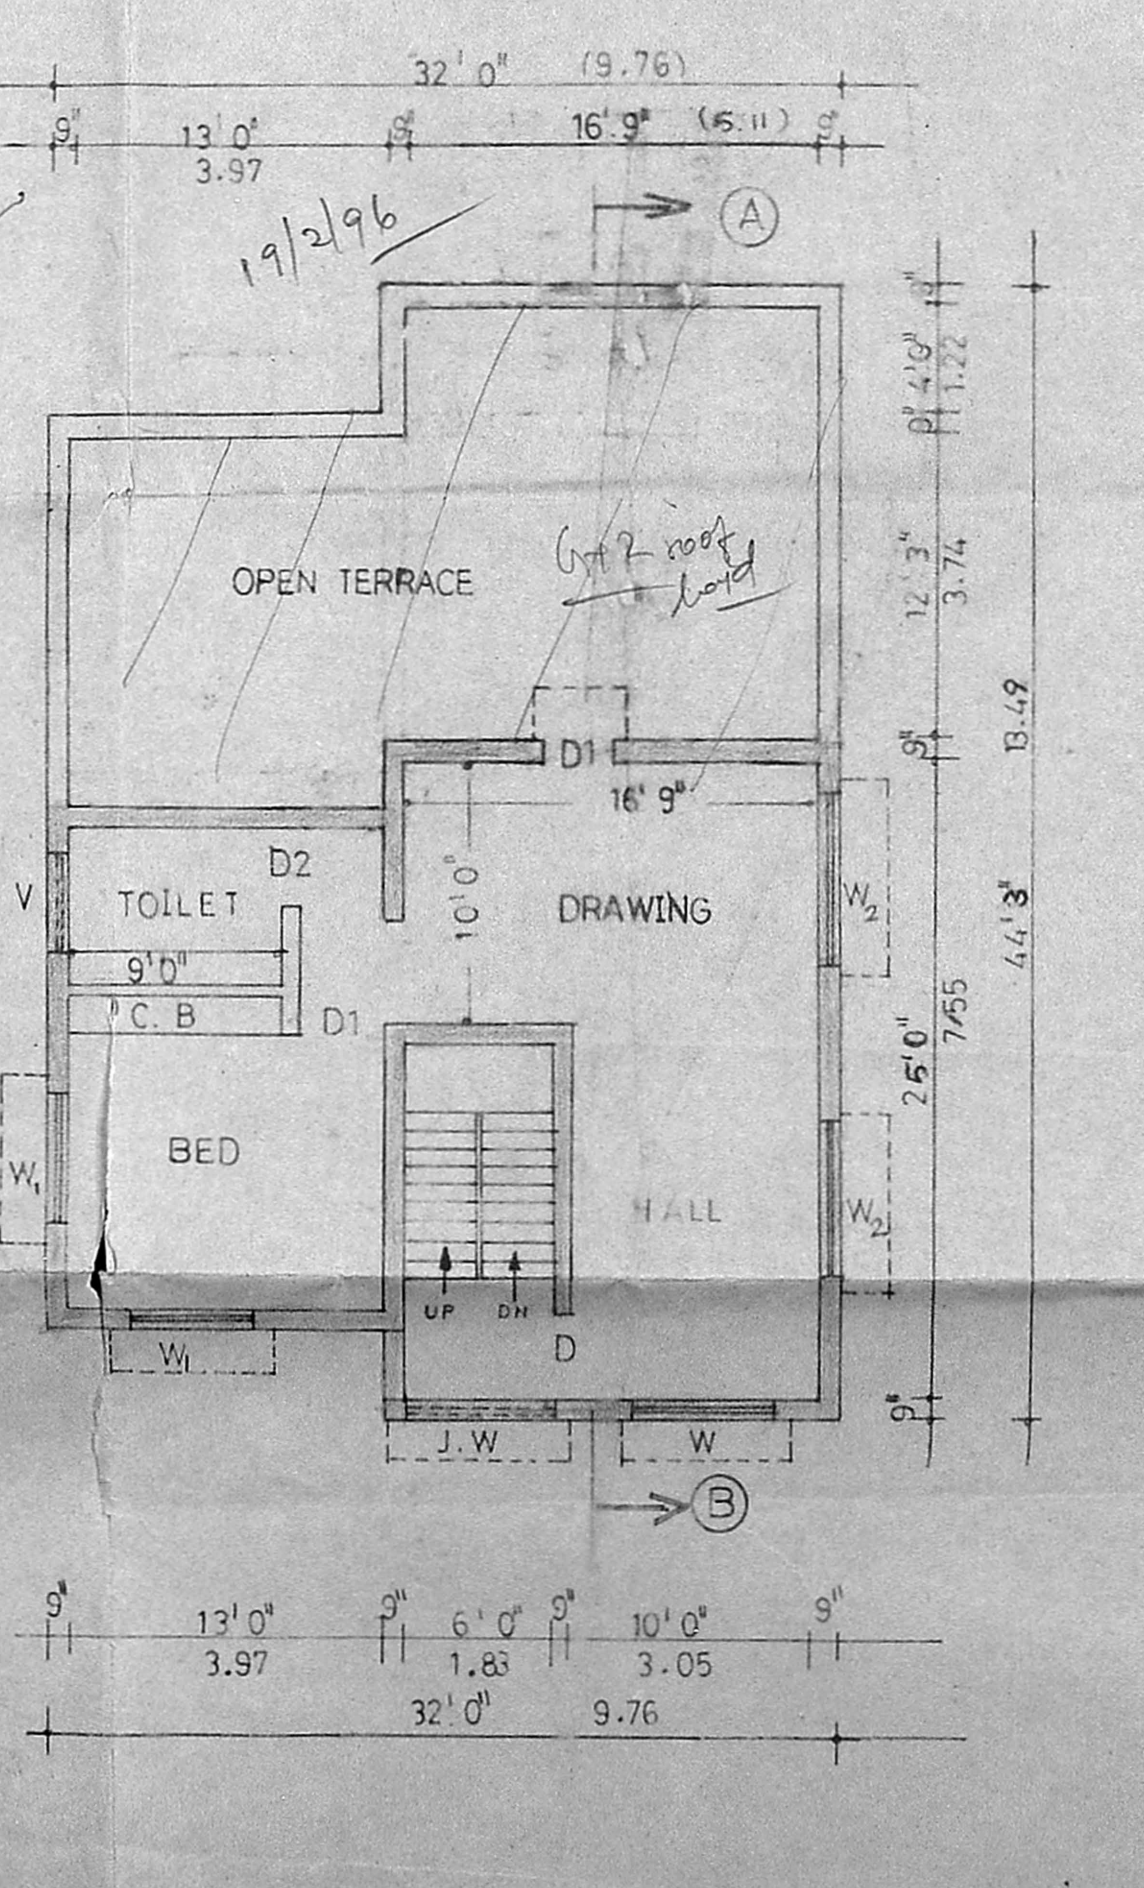 32' 0" (9.76)
9" 13' 0" 9" 16' 9" (5.11) 9"
3.97
A
19/2/96
9"
4' 0"
1.22
9"
G+2 roof
OPEN TERRACE
12' 3"
3.74
D1
9"
13.49
16' 9"
D2
V
TOILET
10' 0"
DRAWING
W2
44' 3"
9' 0"
C. B
D1
25' 0"
7.55
BED
W1
HALL
W2
UP DN
W1
D
9"
J.W
W
B
9" 13' 0" 9" 6' 0" 9" 10' 0" 9"
3.97 1.83 3.05
32' 0" 9.76